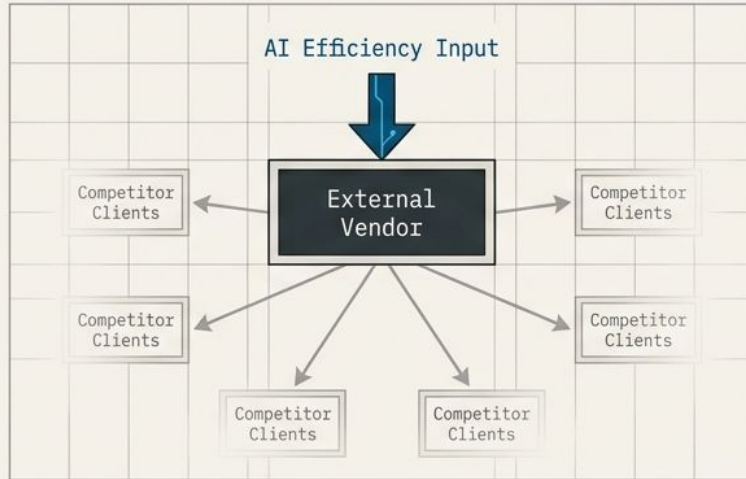 AI Efficiency Input
External
Vendor
Competitor
Clients
Competitor
Clients
Competitor
Clients
Competitor
Clients
Competitor
Clients
Competitor
Clients